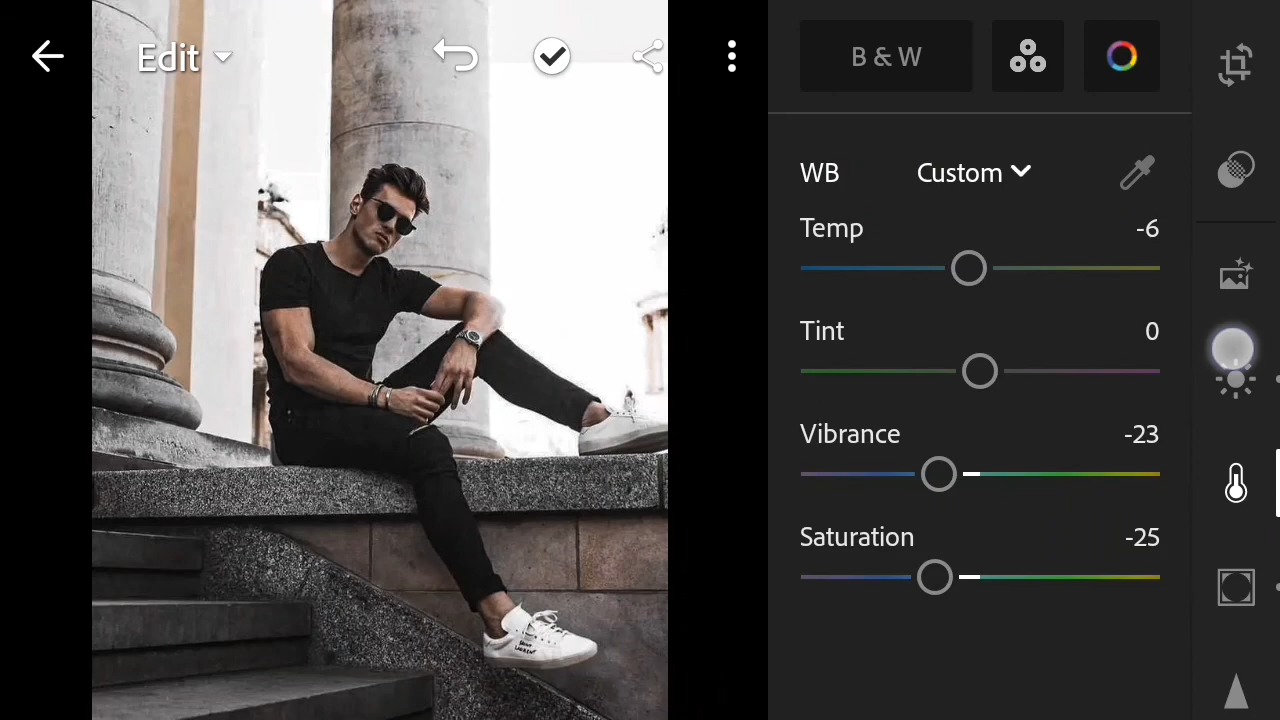 Edit
B & W
WB
Custom
Temp
-6
Tint
0
Vibrance
-23
Saturation
-25